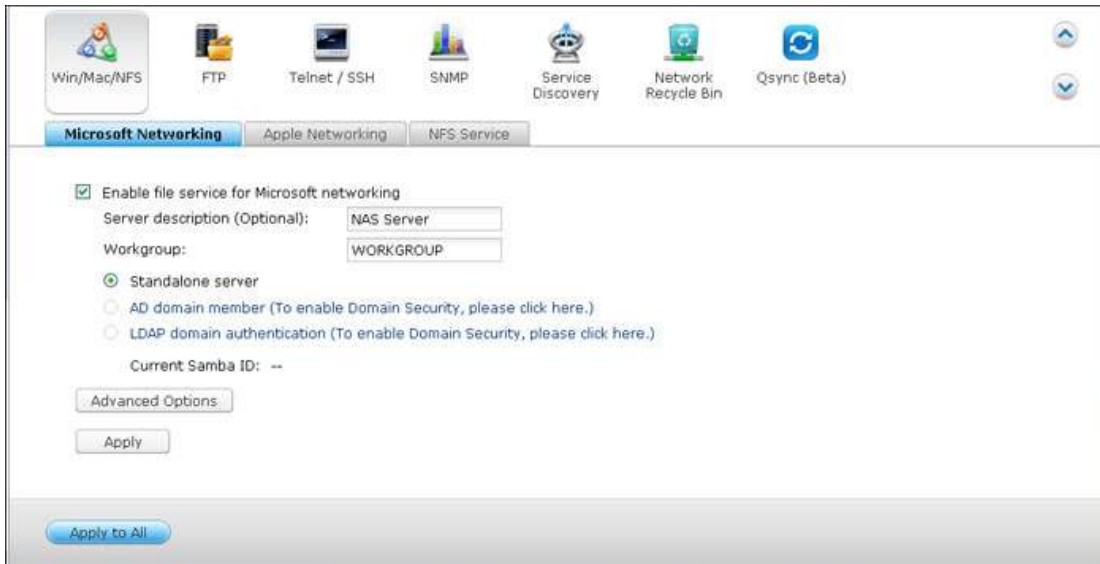 Win/Mac/NFS
FTP
Telnet / SSH
SNMP
Service
Discovery
Network
Recycle Bin
Qsync (Beta)
Microsoft Networking
Apple Networking
NFS Service
Enable file service for Microsoft networking
Server description (Optional): NAS Server
Workgroup: WORKGROUP
Standalone server
AD domain member (To enable Domain Security, please click here.)
LDAP domain authentication (To enable Domain Security, please click here.)
Current Samba ID: --
Advanced Options
Apply
Apply to All